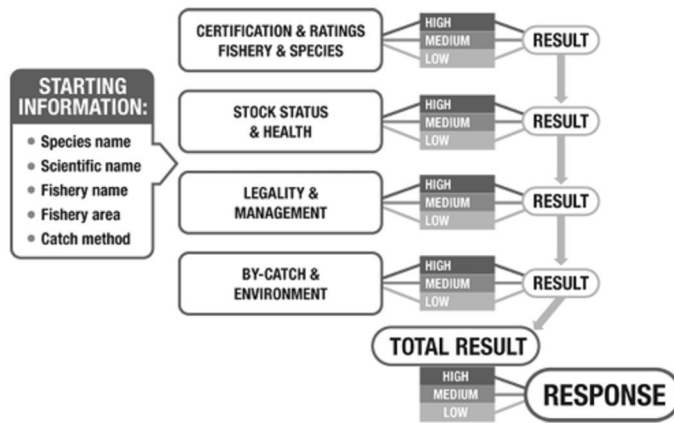 STARTING
INFORMATION:
Species name
Scientific name
Fishery name
Fishery area
Catch method
CERTIFICATION & RATINGS
FISHERY & SPECIES
HIGH
MEDIUM
LOW
RESULT
STOCK STATUS
& HEALTH
HIGH
MEDIUM
LOW
RESULT
LEGALITY &
MANAGEMENT
HIGH
MEDIUM
LOW
RESULT
BY-CATCH &
ENVIRONMENT
HIGH
MEDIUM
LOW
RESULT
TOTAL RESULT
HIGH
MEDIUM
LOW
RESPONSE